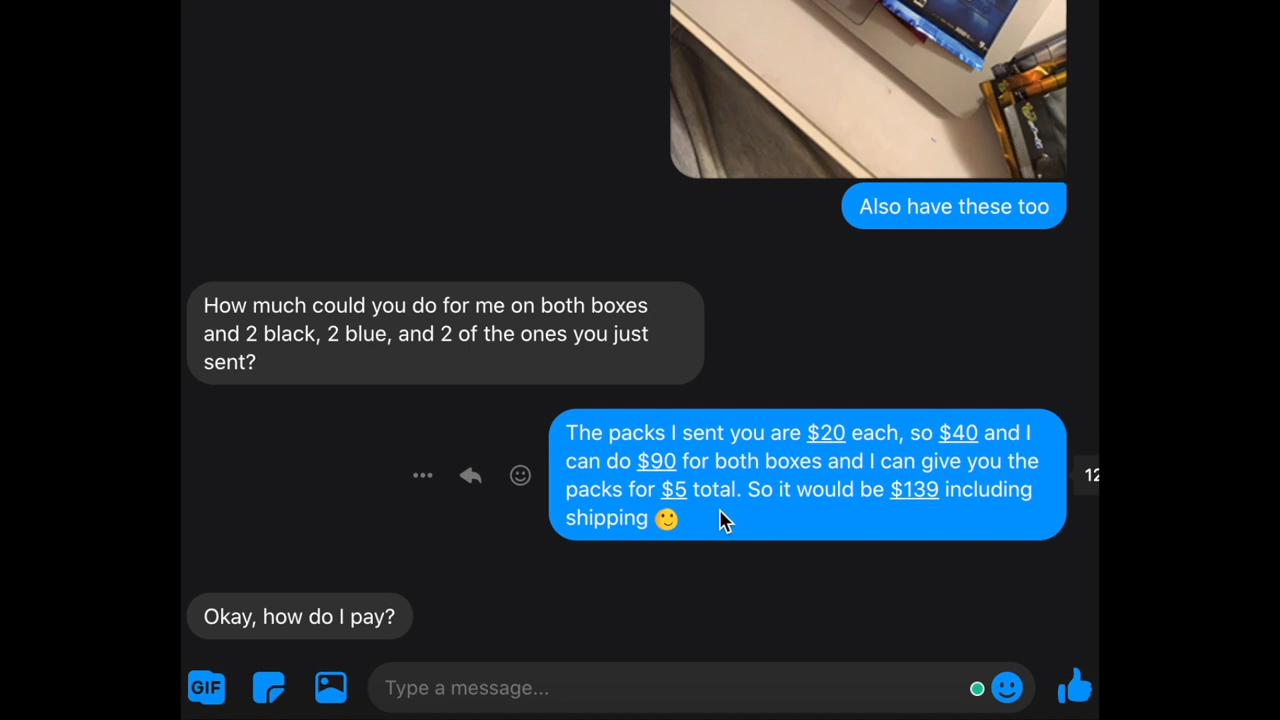 Also have these too
How much could you do for me on both boxes
and 2 black, 2 blue, and 2 of the ones you just
sent?
The packs I sent you are $20 each, so $40 and I
can do $90 for both boxes and I can give you the
packs for $5 total. So it would be $139 including
shipping 🙂
12
Okay, how do I pay?
GIF
Type a message...